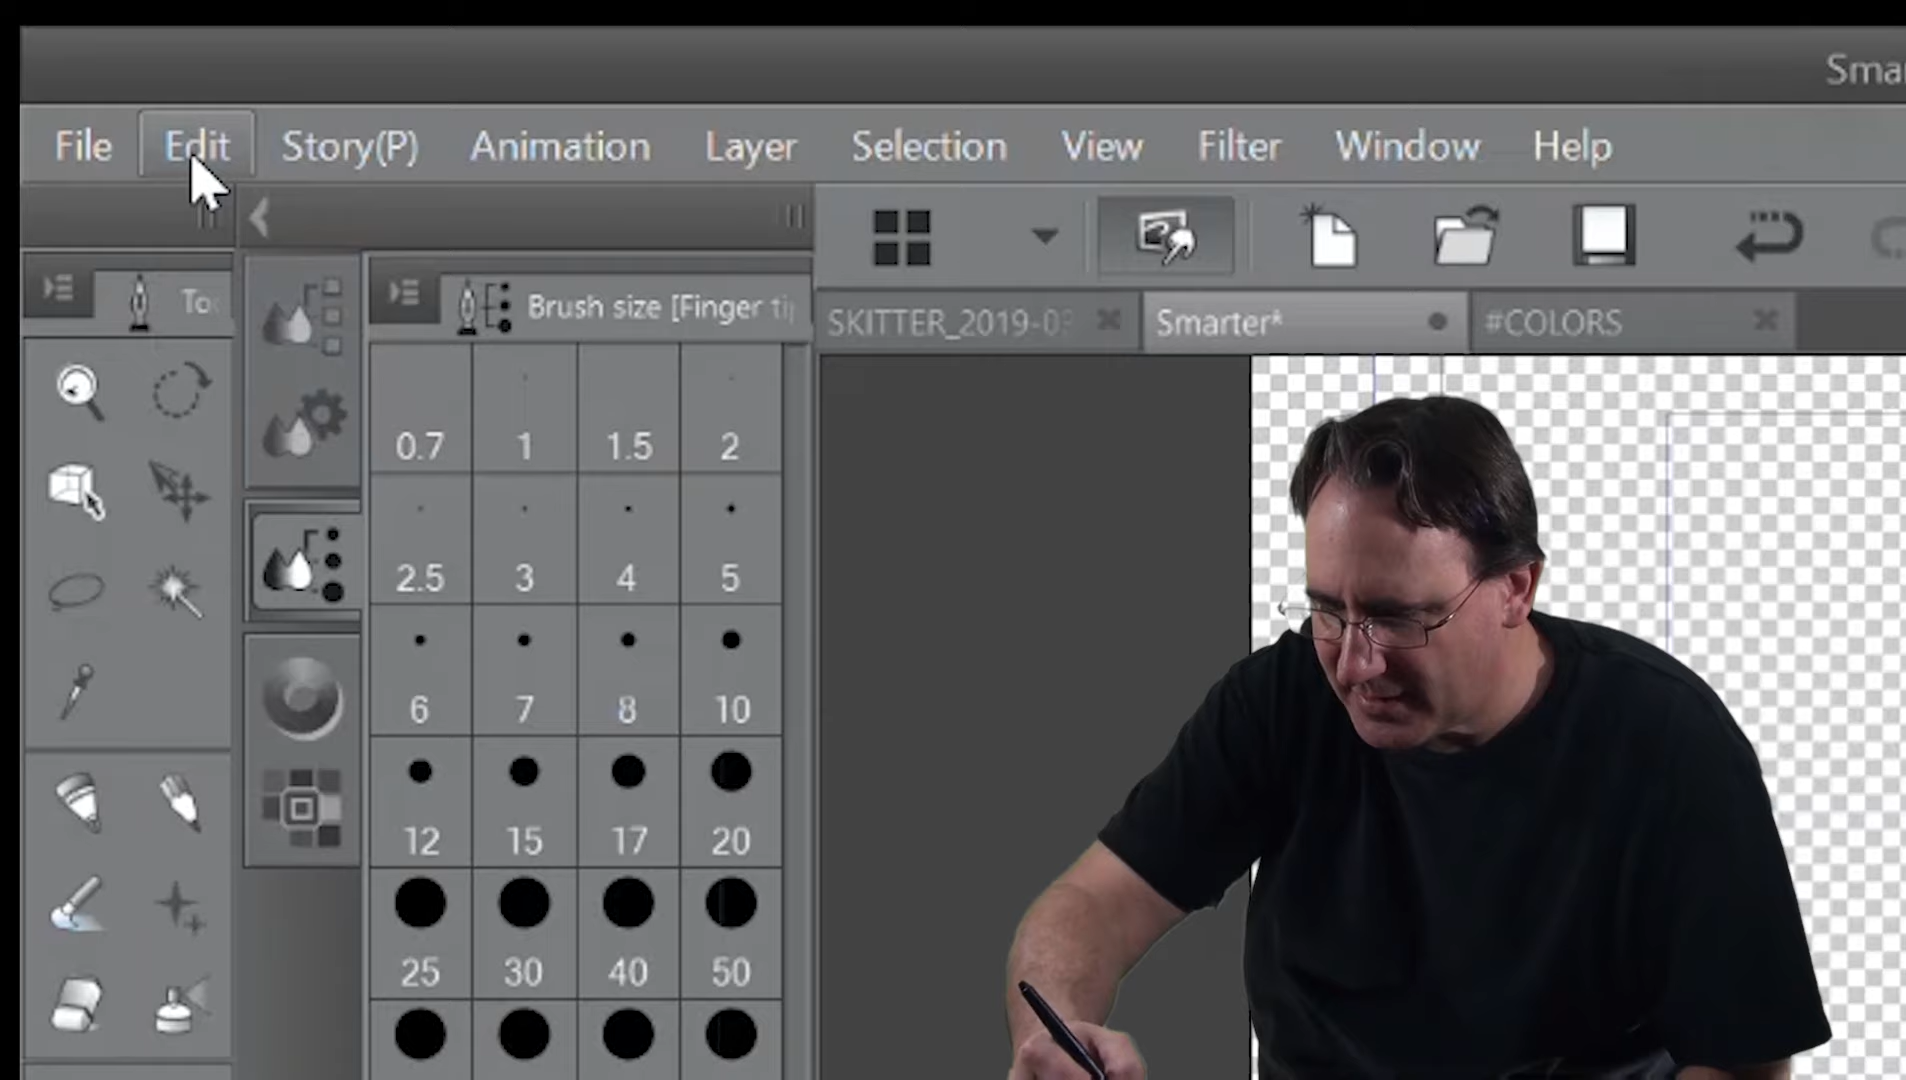 Smar
File Edit Story(P) Animation Layer Selection View Filter Window Help
To
Brush size [Finger ti
SKITTER_2019-03
Smarter*
#COLORS
0.7 1 1.5 2
2.5 3 4 5
6 7 8 10
12 15 17 20
25 30 40 50